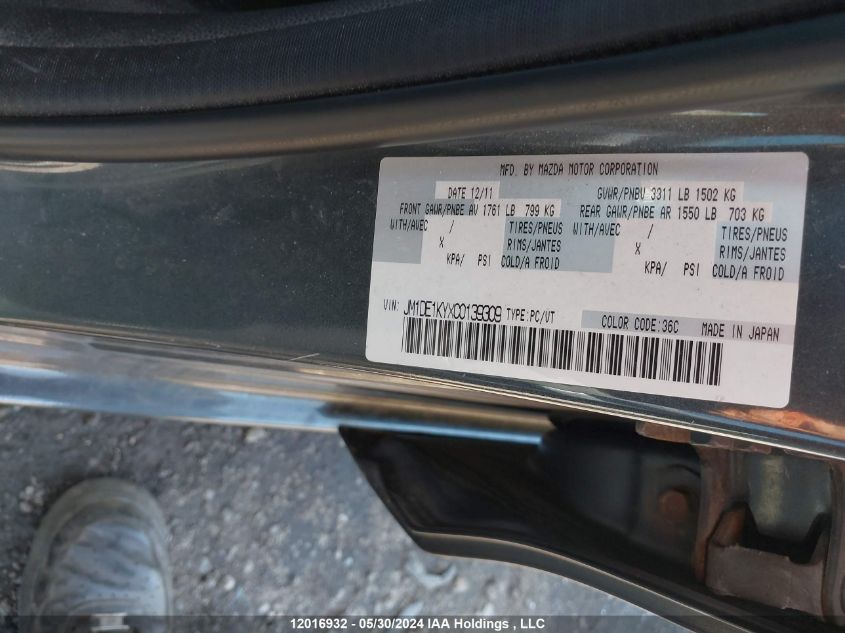 MFD. BY MAZDA MOTOR CORPORATION
DATE 12/11 GVWR/PNBV 3311 LB 1502 KG
FRONT GAWR/PNBE AV 1761 LB 799 KG REAR GAWR/PNBE AR 1550 LB 703 KG
WITH/AVEC / TIRES/PNEUS WITH/AVEC / TIRES/PNEUS
X RIMS/JANTES X RIMS/JANTES
KPA/ PSI COLD/A FROID KPA/ PSI COLD/A FROID
VIN: JM1DE1KYXC0139309 TYPE:PC/VT COLOR CODE:36C MADE IN JAPAN
12016932 - 05/30/2024 IAA Holdings , LLC